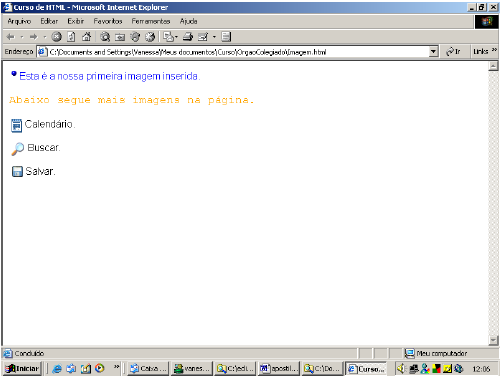 Curso de HTML - Microsoft Internet Explorer
Arquivo Editar Exibir Favoritos Ferramentas Ajuda
Endereço C:\Documents and Settings\Vanessa\Meus documentos\Curso\OrgaoColegiado\Imagem.html Ir Links »
Esta é a nossa primeira imagem inserida.
Abaixo segue mais imagens na página.
Calendário.
Buscar.
Salvar.
Concluído Meu computador
Iniciar » Caixa ... vanes... C:\edi... apostil... C:\Do... Curso... 12:06